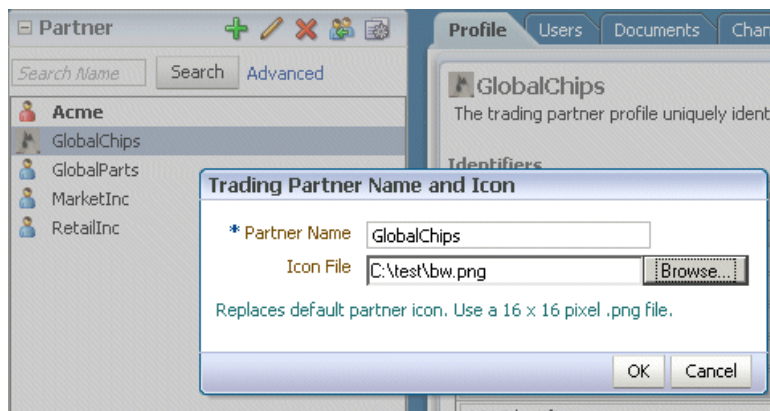 Partner
Search Name Search Advanced
Acme
GlobalChips
GlobalParts
MarketInc
RetailInc
Profile Users Documents Chan
GlobalChips
The trading partner profile uniquely ident
Identifiers
Trading Partner Name and Icon
* Partner Name GlobalChips
Icon File C:\test\bw.png Browse...
Replaces default partner icon. Use a 16 x 16 pixel .png file.
OK Cancel